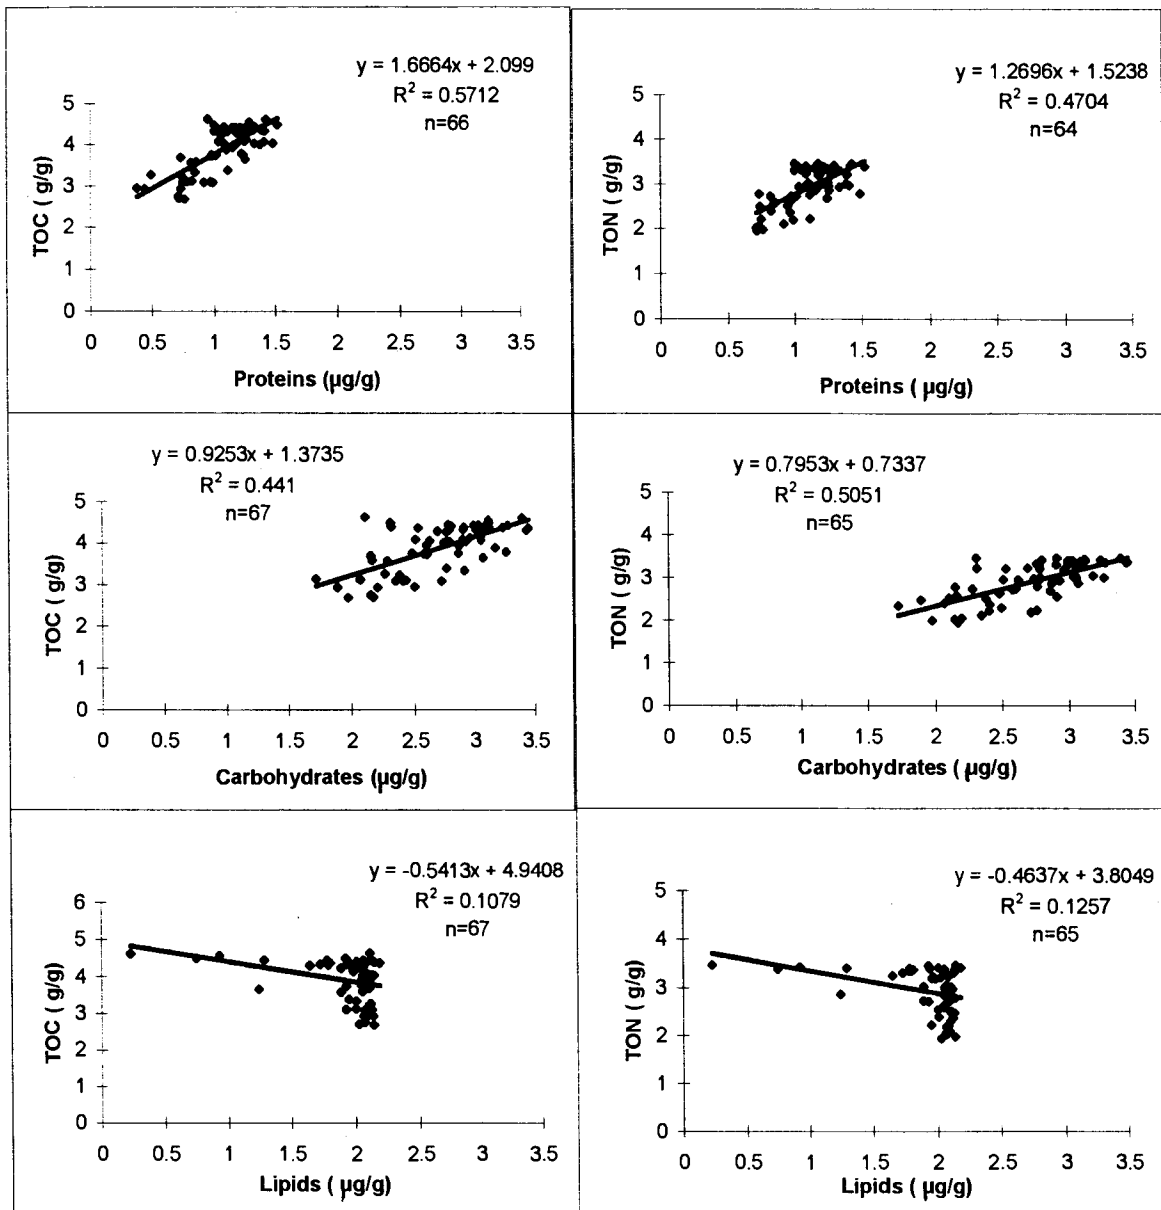 y = 1.6664x + 2.099
R² = 0.5712
n=66
5
4
3
2
1
0
TOC ( g/g)
0 0.5 1 1.5 2 2.5 3 3.5
Proteins (µg/g)
y = 1.2696x + 1.5238
R² = 0.4704
n=64
5
4
3
2
1
0
TON ( g/g)
0 0.5 1 1.5 2 2.5 3 3.5
Proteins ( µg/g)
y = 0.9253x + 1.3735
R² = 0.441
n=67
5
4
3
2
1
0
TOC ( g/g)
0 0.5 1 1.5 2 2.5 3 3.5
Carbohydrates (µg/g)
y = 0.7953x + 0.7337
R² = 0.5051
n=65
5
4
3
2
1
0
TON ( g/g)
0 0.5 1 1.5 2 2.5 3 3.5
Carbohydrates ( µg/g)
y = -0.5413x + 4.9408
R² = 0.1079
n=67
6
5
4
3
2
1
0
TOC ( g/g)
0 0.5 1 1.5 2 2.5 3 3.5
Lipids ( µg/g)
y = -0.4637x + 3.8049
R² = 0.1257
n=65
5
4
3
2
1
0
TON ( g/g)
0 0.5 1 1.5 2 2.5 3 3.5
Lipids ( µg/g)